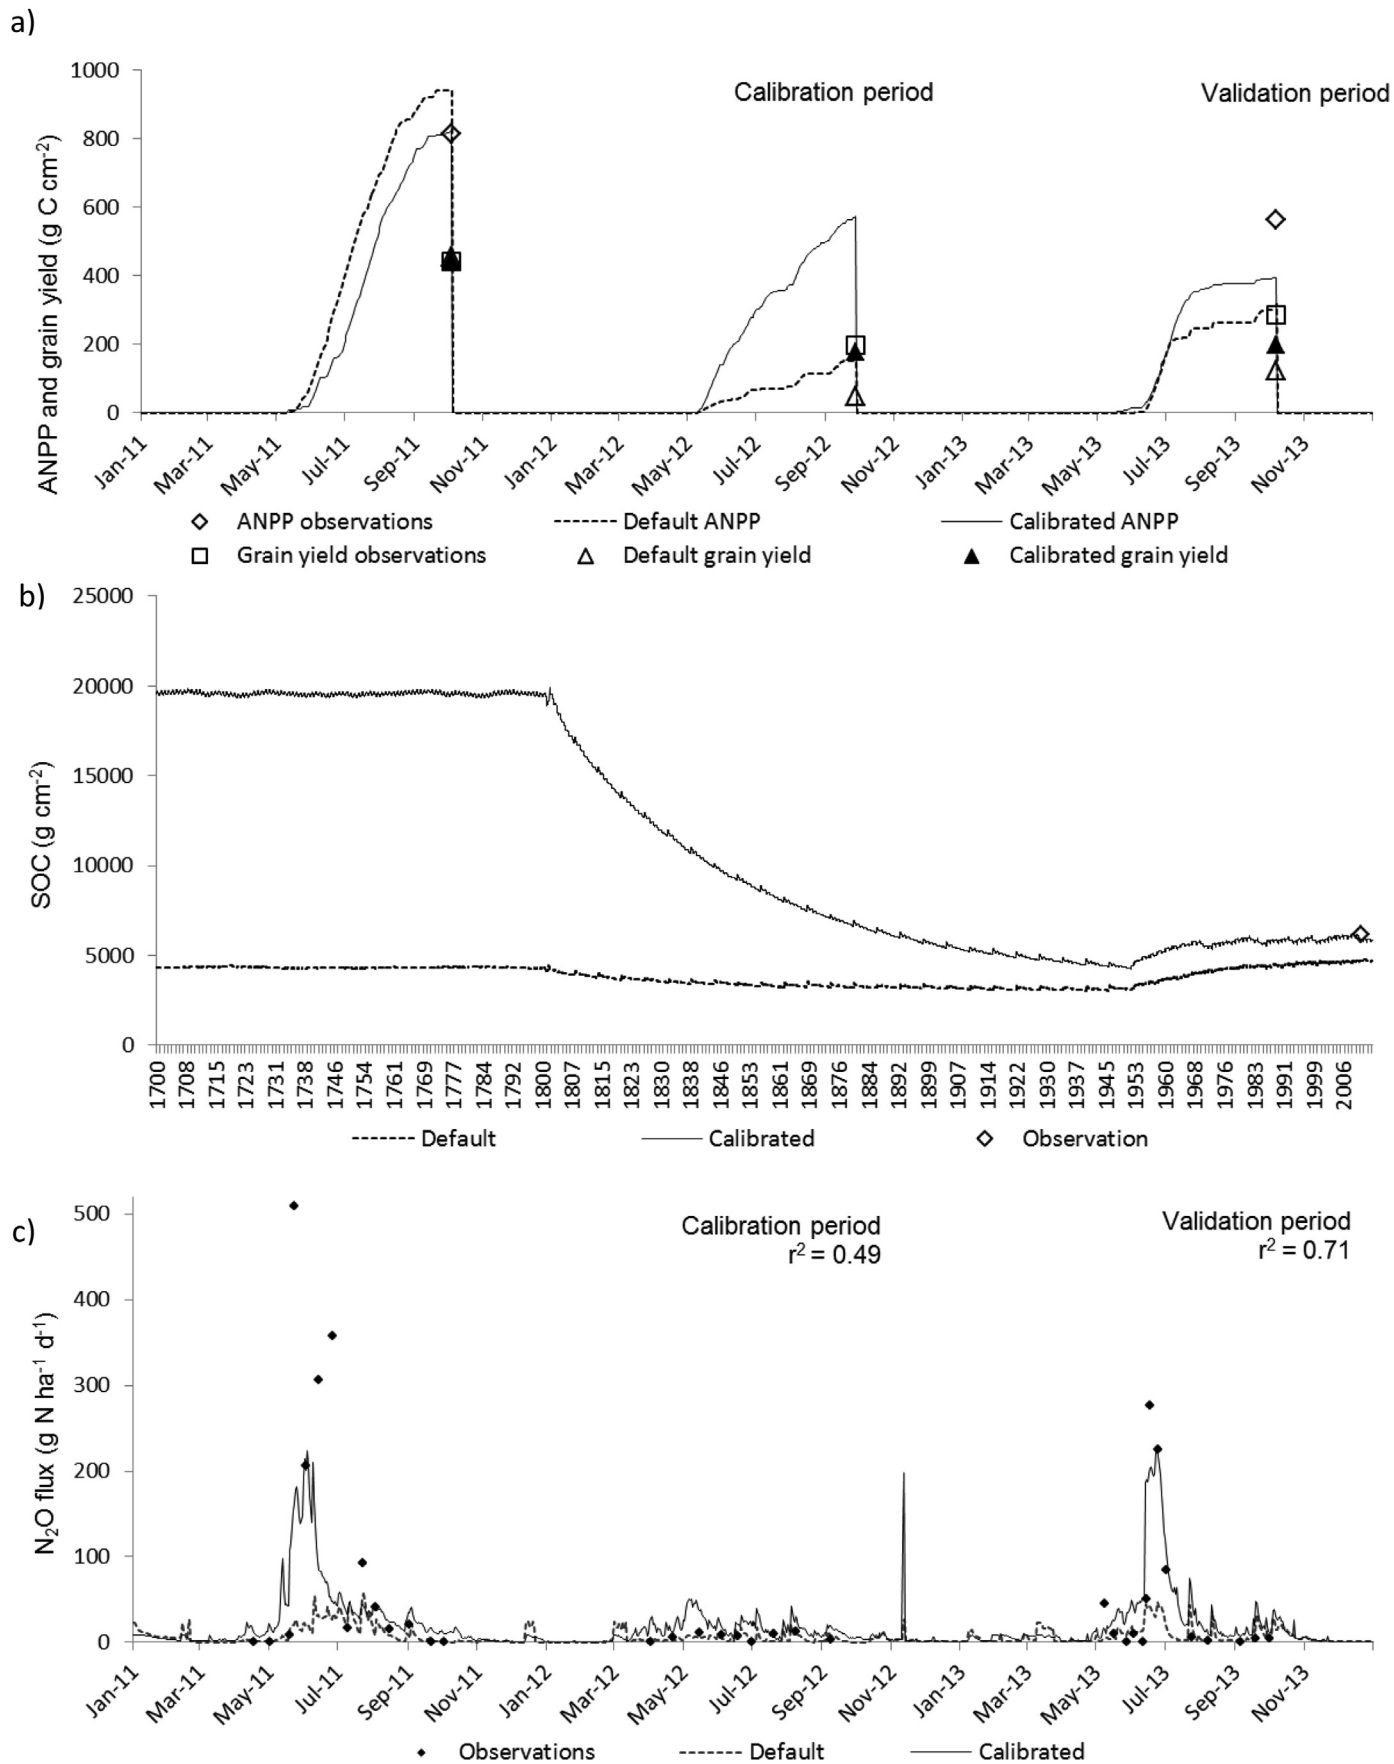 a)
1000
800
600
400
200
0
ANPP and grain yield (g C cm-2)
Calibration period
Validation period
Jan-11 Mar-11 May-11 Jul-11 Sep-11 Nov-11 Jan-12 Mar-12 May-12 Jul-12 Sep-12 Nov-12 Jan-13 Mar-13 May-13 Jul-13 Sep-13 Nov-13
ANPP observations Default ANPP Calibrated ANPP
Grain yield observations Default grain yield Calibrated grain yield
b)
25000
20000
15000
10000
5000
0
SOC (g cm-2)
1700 1708 1715 1723 1731 1738 1746 1754 1761 1769 1777 1784 1792 1800 1807 1815 1823 1830 1838 1846 1853 1861 1869 1876 1884 1892 1899 1907 1914 1922 1930 1937 1945 1953 1960 1968 1976 1983 1991 1999 2006
Default Calibrated Observation
c)
500
400
300
200
100
0
N2O flux (g N ha-1 d-1)
Calibration period
r2 = 0.49
Validation period
r2 = 0.71
Jan-11 Mar-11 May-11 Jul-11 Sep-11 Nov-11 Jan-12 Mar-12 May-12 Jul-12 Sep-12 Nov-12 Jan-13 Mar-13 May-13 Jul-13 Sep-13 Nov-13
Observations Default Calibrated